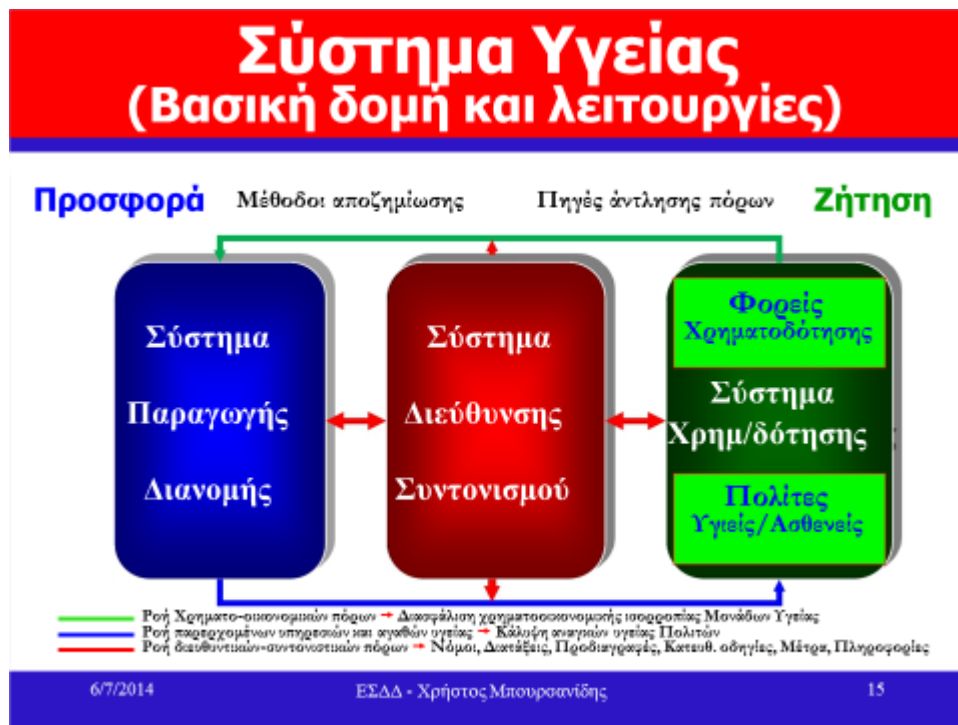 Σύστημα Υγείας
(Βασική δομή και λειτουργίες)
Προσφορά
Μέθοδοι αποζημίωσης
Πηγές άντλησης πόρων
Ζήτηση
Σύστημα
Παραγωγής
Διανομής
Σύστημα
Διεύθυνσης
Συντονισμού
Φορείς
Χρηματοδότησης
Σύστημα
Χρημ/δότησης
Πολίτες
Υγιείς/Ασθενείς
Ροή Χρηματο-οικονομικών πόρων → Διασφάλιση χρηματοοικονομικής ισορροπίας Μονάδων Υγείας
Ροή παρερχομένων υπηρεσιών και αγαθών υγείας → Κάλυψη αναγκών υγείας Πολιτών
Ροή διευθυντικών-συντονιστικών πόρων → Νόμοι, Διατάξεις, Προδιαγραφές, Κατευθ. οδηγίες, Μέτρα, Πληροφορίες
6/7/2014
ΕΣΔΔ - Χρήστος Μπουρσανίδης
15